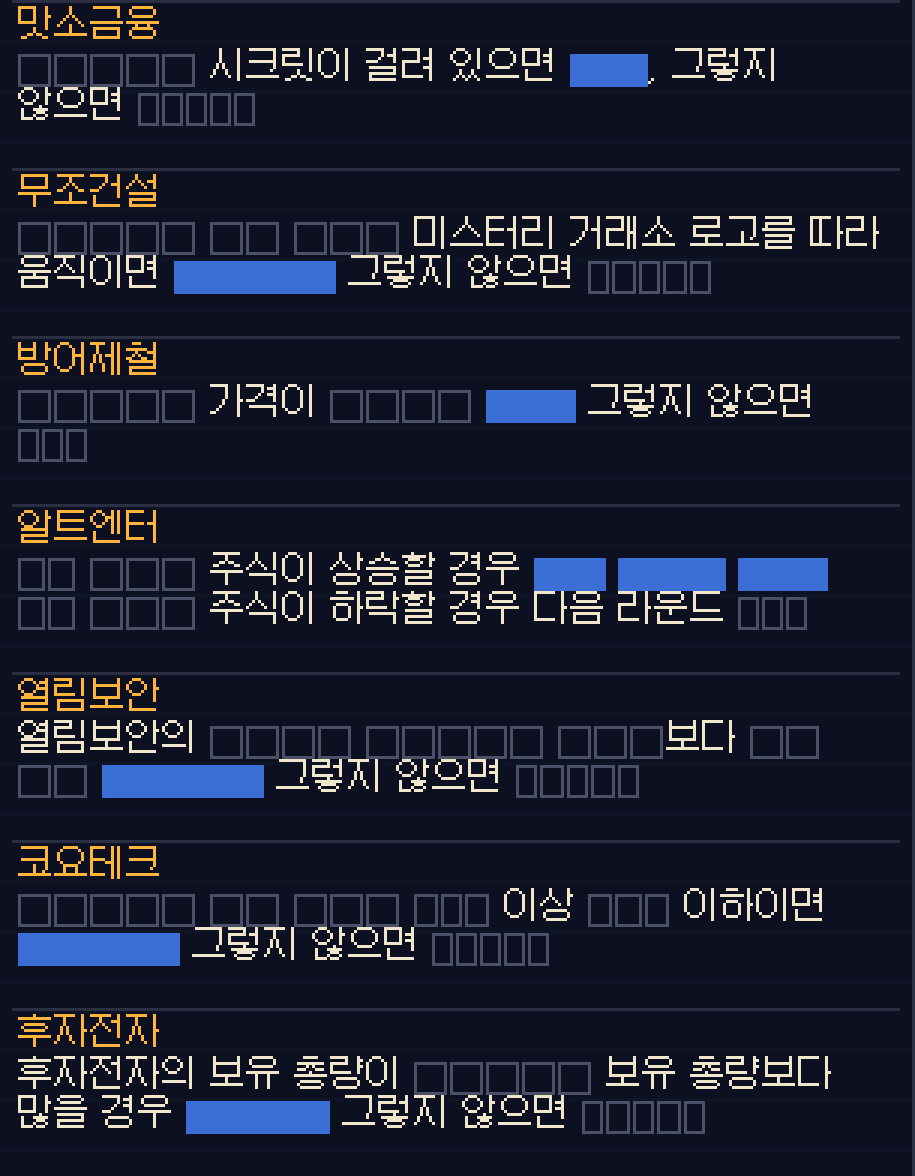 맛소금융
□□□□□ 시크릿이 걸려 있으면 , 그렇지
않으면 □□□□□
무조건설
□□□□□ □□ □□□ 미스터리 거래소 로고를 따라
움직이면 그렇지 않으면 □□□□□
방어제철
□□□□□ 가격이 □□□□ 그렇지 않으면
□□□
알트엔터
□□ □□□ 주식이 상승할 경우
□□ □□□ 주식이 하락할 경우 다음 라운드 □□□
열림보안
열림보안의 □□□□ □□□□□ □□□보다 □□
□□ 그렇지 않으면 □□□□□
코요테크
□□□□□ □□ □□□ □□□ 이상 □□□ 이하이면
그렇지 않으면 □□□□□
후자전자
후자전자의 보유 총량이 □□□□□ 보유 총량보다
많을 경우 그렇지 않으면 □□□□□